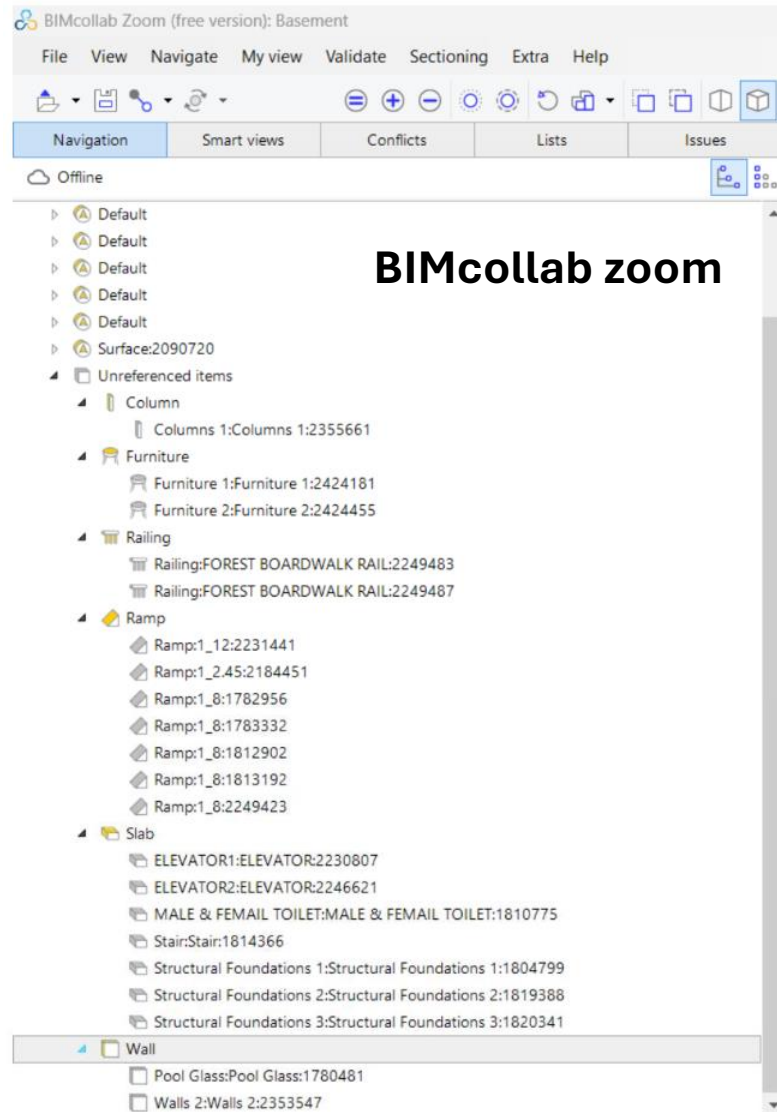 BIMcollab Zoom (free version): Basement
File View Navigate My view Validate Sectioning Extra Help
Navigation Smart views Conflicts Lists Issues
Offline
Default
Default
BIMcollab zoom
Default
Default
Default
Surface:2090720
Unreferenced items
Column
Columns 1:Columns 1:2355661
Furniture
Furniture 1:Furniture 1:2424181
Furniture 2:Furniture 2:2424455
Railing
Railing:FOREST BOARDWALK RAIL:2249483
Railing:FOREST BOARDWALK RAIL:2249487
Ramp
Ramp:1_12:2231441
Ramp:1_2.45:2184451
Ramp:1_8:1782956
Ramp:1_8:1783332
Ramp:1_8:1812902
Ramp:1_8:1813192
Ramp:1_8:2249423
Slab
ELEVATOR1:ELEVATOR:2230807
ELEVATOR2:ELEVATOR:2246621
MALE & FEMAIL TOILET:MALE & FEMAIL TOILET:1810775
Stair:Stair:1814366
Structural Foundations 1:Structural Foundations 1:1804799
Structural Foundations 2:Structural Foundations 2:1819388
Structural Foundations 3:Structural Foundations 3:1820341
Wall
Pool Glass:Pool Glass:1780481
Walls 2:Walls 2:2353547